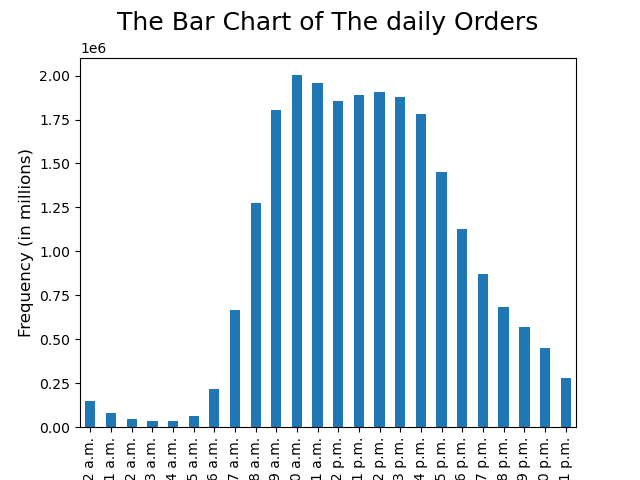 The Bar Chart of The daily Orders
1e6
2.00
1.75
1.50
1.25
1.00
0.75
0.50
0.25
0.00
Frequency (in millions)
2 a.m.
1 a.m.
2 a.m.
3 a.m.
4 a.m.
5 a.m.
6 a.m.
7 a.m.
8 a.m.
9 a.m.
0 a.m.
1 a.m.
2 p.m.
1 p.m.
2 p.m.
3 p.m.
4 p.m.
5 p.m.
6 p.m.
7 p.m.
8 p.m.
9 p.m.
0 p.m.
1 p.m.